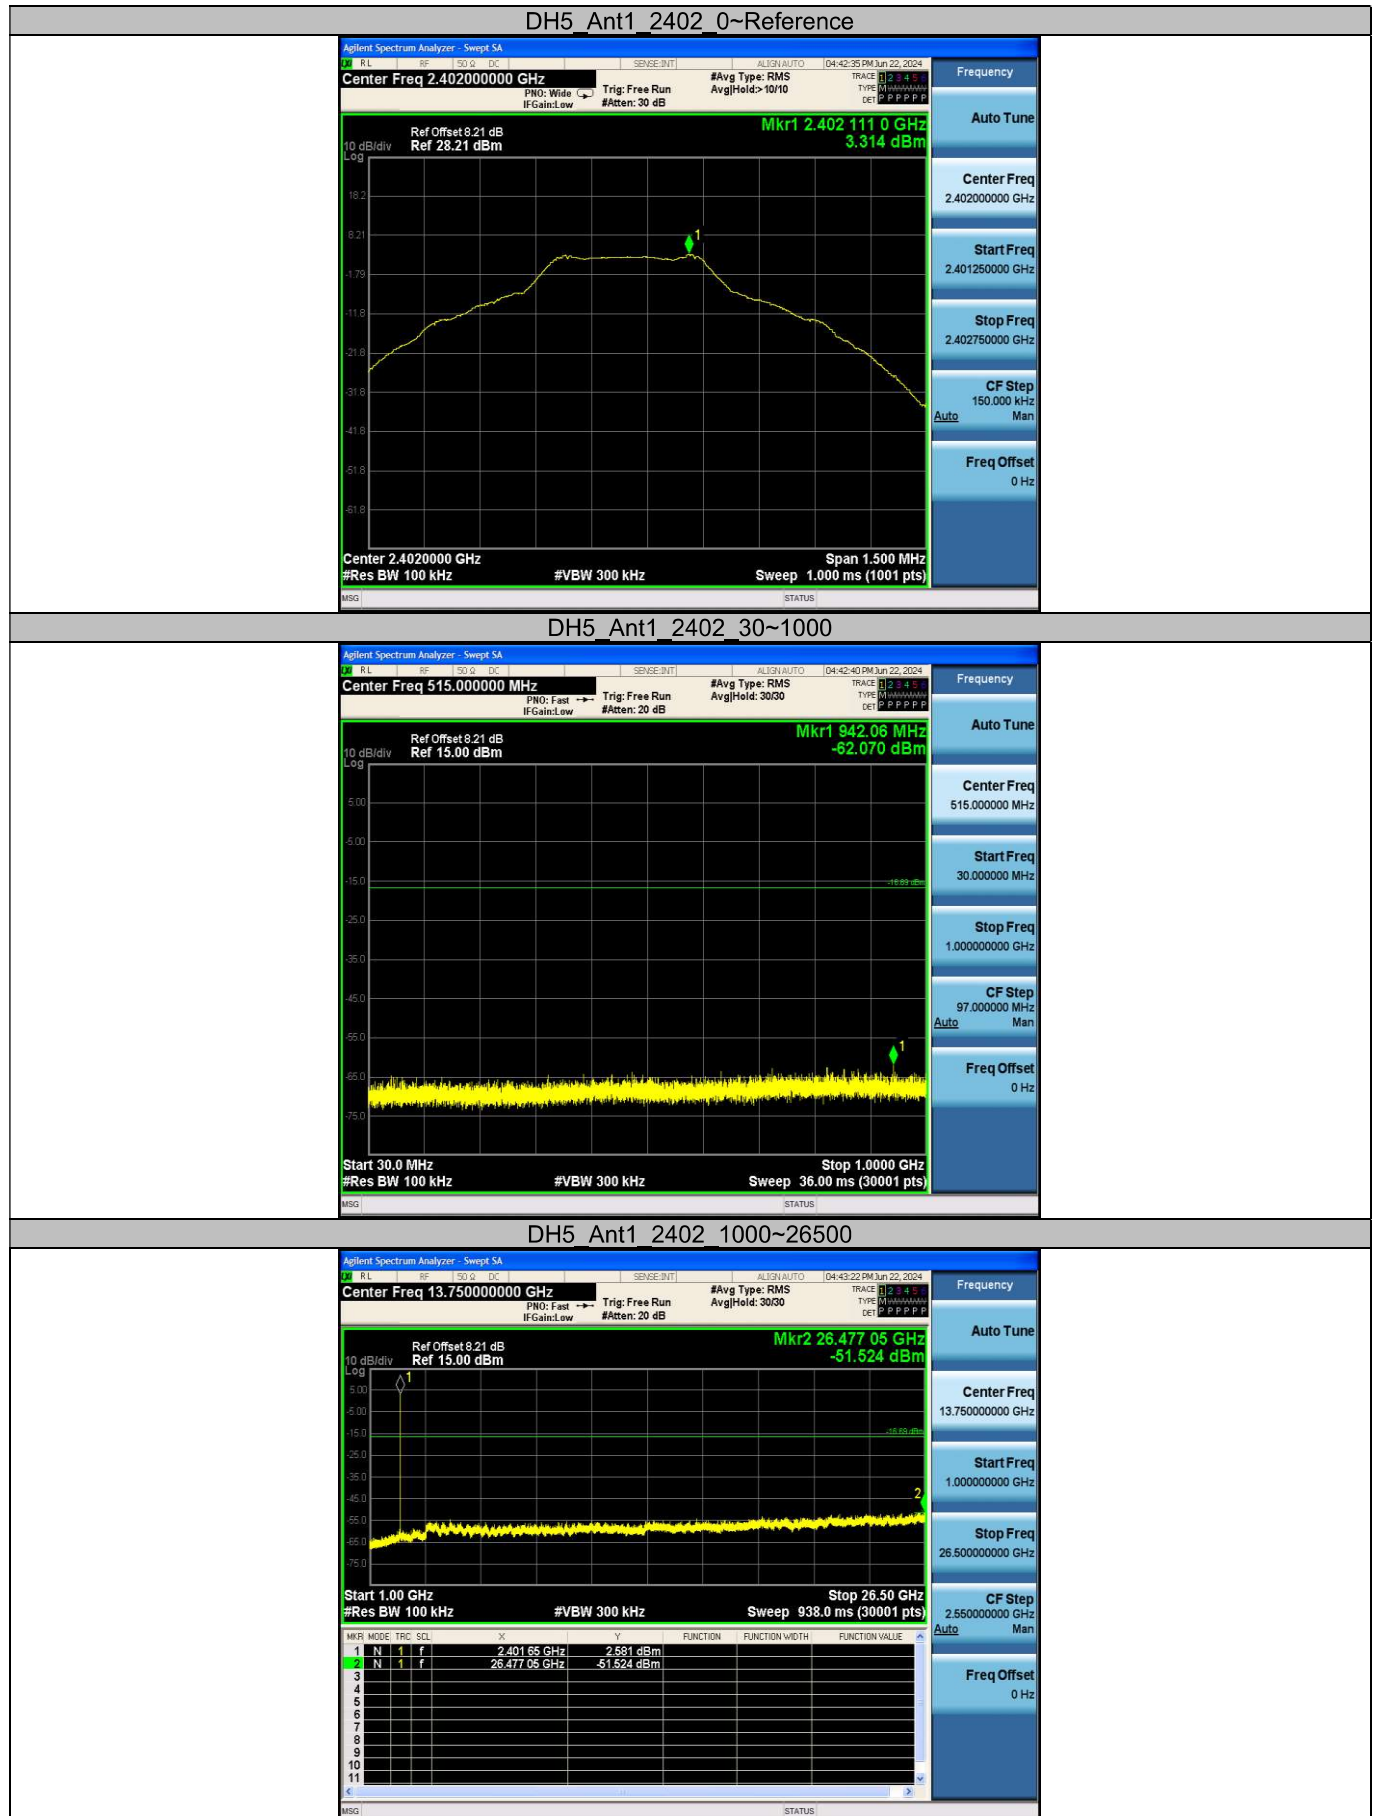 DH5_Ant1_2402_0~Reference
Agilent Spectrum Analyzer - Swept SA
RL RF 50 Ω DC SENSE:INT ALIGN AUTO 04:42:35 PM Jun 22, 2024
Center Freq 2.402000000 GHz #Avg Type: RMS TRACE 1 2 3 4 5 6
PNO: Wide Trig: Free Run Avg|Hold:>10/10 TYPE M
IFGain:Low #Atten: 30 dB DET P P P P P P
Mkr1 2.402 111 0 GHz
3.314 dBm
Ref Offset 8.21 dB
10 dB/div Ref 28.21 dBm
Log
18.2
8.21
1
-1.79
-11.8
-21.8
-31.8
-41.8
-51.8
-61.8
Center 2.4020000 GHz Span 1.500 MHz
#Res BW 100 kHz #VBW 300 kHz Sweep 1.000 ms (1001 pts)
MSG STATUS
Frequency
Auto Tune
Center Freq
2.402000000 GHz
Start Freq
2.401250000 GHz
Stop Freq
2.402750000 GHz
CF Step
150.000 kHz
Auto Man
Freq Offset
0 Hz
DH5_Ant1_2402_30~1000
Agilent Spectrum Analyzer - Swept SA
RL RF 50 Ω DC SENSE:INT ALIGN AUTO 04:42:40 PM Jun 22, 2024
Center Freq 515.000000 MHz #Avg Type: RMS TRACE 1 2 3 4 5 6
PNO: Fast Trig: Free Run Avg|Hold: 30/30 TYPE M
IFGain:Low #Atten: 20 dB DET P P P P P P
Mkr1 942.06 MHz
-62.070 dBm
Ref Offset 8.21 dB
10 dB/div Ref 15.00 dBm
Log
5.00
-5.00
-15.0
-16.69 dBm
-25.0
-35.0
-45.0
-55.0
1
-65.0
-75.0
Start 30.0 MHz Stop 1.0000 GHz
#Res BW 100 kHz #VBW 300 kHz Sweep 36.00 ms (30001 pts)
MSG STATUS
Frequency
Auto Tune
Center Freq
515.000000 MHz
Start Freq
30.000000 MHz
Stop Freq
1.000000000 GHz
CF Step
97.000000 MHz
Auto Man
Freq Offset
0 Hz
DH5_Ant1_2402_1000~26500
Agilent Spectrum Analyzer - Swept SA
RL RF 50 Ω DC SENSE:INT ALIGN AUTO 04:43:22 PM Jun 22, 2024
Center Freq 13.750000000 GHz #Avg Type: RMS TRACE 1 2 3 4 5 6
PNO: Fast Trig: Free Run Avg|Hold: 30/30 TYPE M
IFGain:Low #Atten: 20 dB DET P P P P P P
Mkr2 26.477 05 GHz
-51.524 dBm
Ref Offset 8.21 dB
10 dB/div Ref 15.00 dBm
Log
1
5.00
-5.00
-15.0
-16.69 dBm
-25.0
-35.0
-45.0
2
-55.0
-65.0
-75.0
Start 1.00 GHz Stop 26.50 GHz
#Res BW 100 kHz #VBW 300 kHz Sweep 938.0 ms (30001 pts)
MKR MODE TRC SCL X Y FUNCTION FUNCTION WIDTH FUNCTION VALUE
1 N 1 f 2.401 65 GHz 2.581 dBm
2 N 1 f 26.477 05 GHz -51.524 dBm
3
4
5
6
7
8
9
10
11
MSG STATUS
Frequency
Auto Tune
Center Freq
13.750000000 GHz
Start Freq
1.000000000 GHz
Stop Freq
26.500000000 GHz
CF Step
2.550000000 GHz
Auto Man
Freq Offset
0 Hz